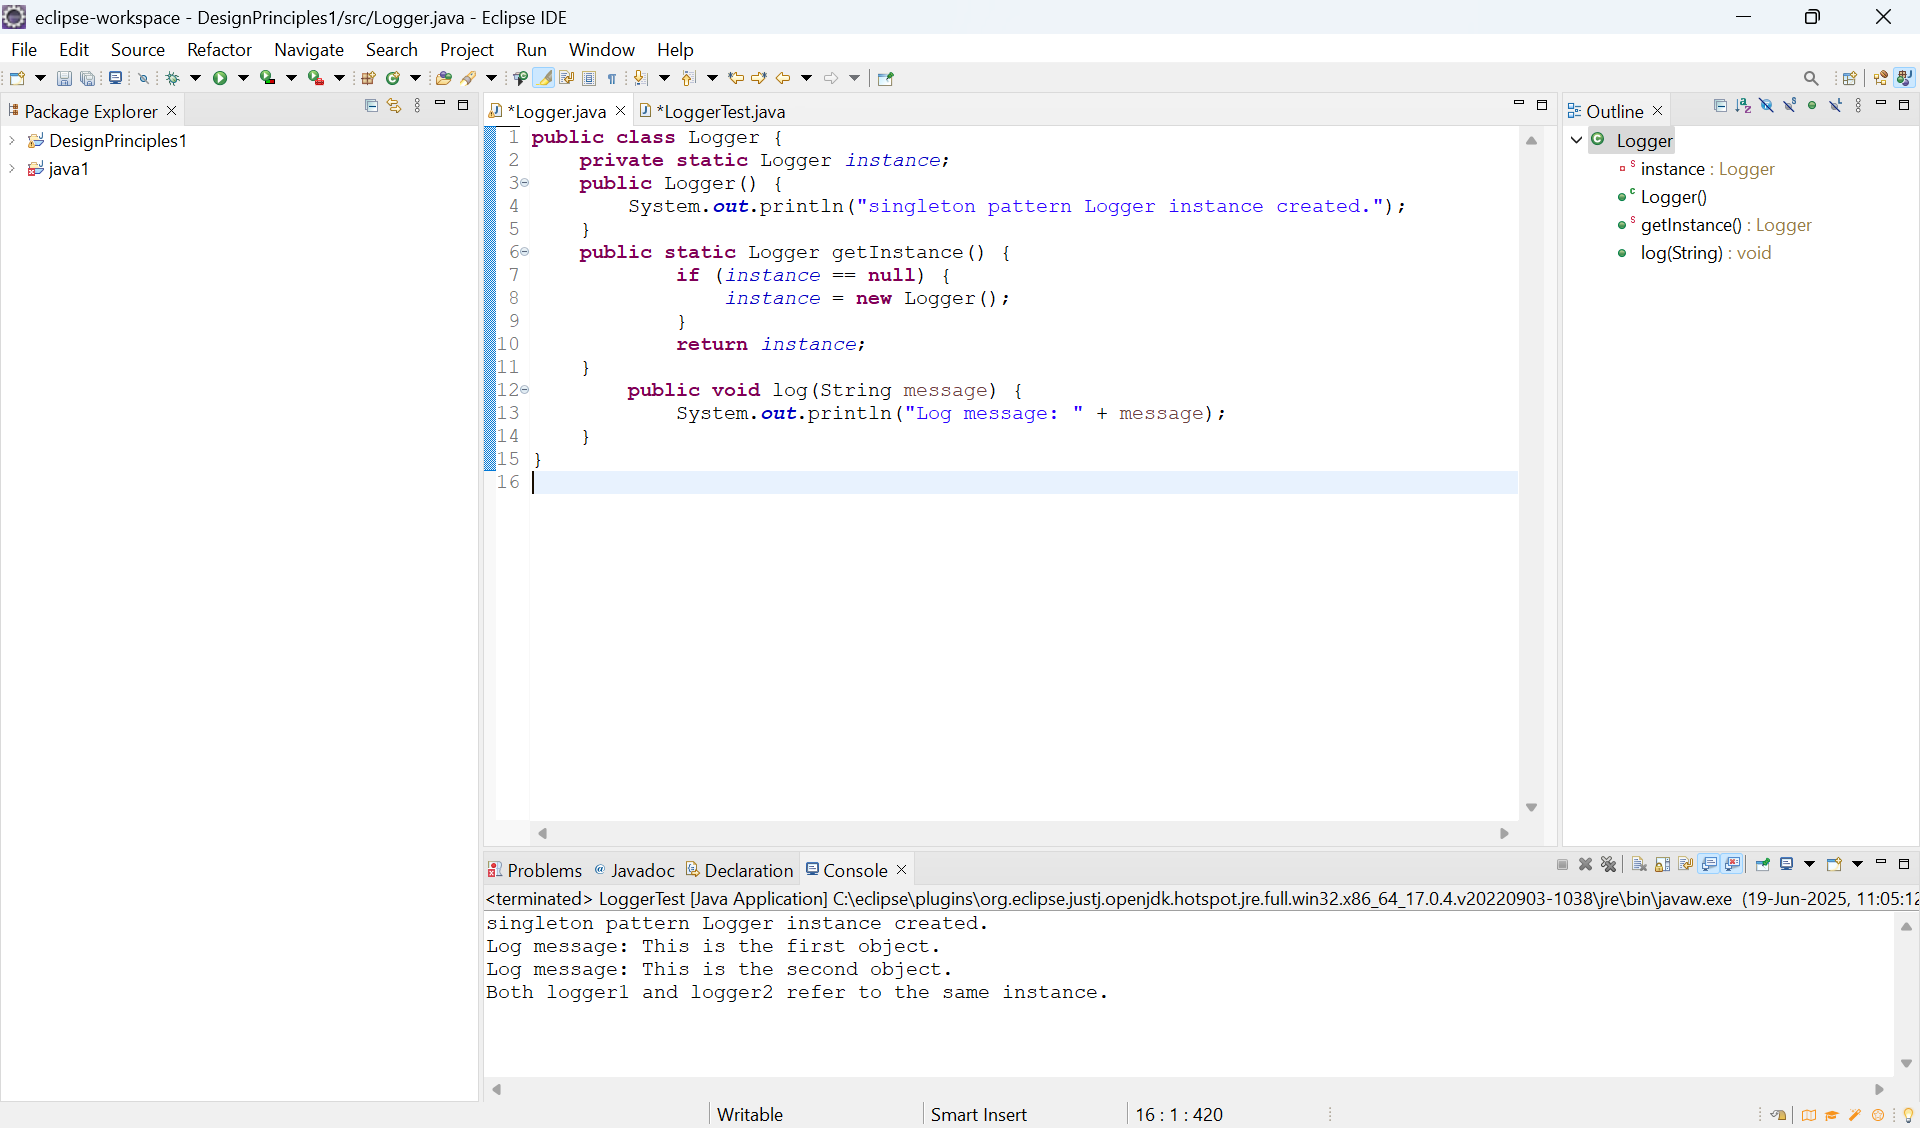 eclipse-workspace - DesignPrinciples1/src/Logger.java - Eclipse IDE
File Edit Source Refactor Navigate Search Project Run Window Help
Package Explorer
DesignPrinciples1
java1
*Logger.java *LoggerTest.java
1 public class Logger {
2 private static Logger instance;
3 public Logger() {
4 System.out.println("singleton pattern Logger instance created.");
5 }
6 public static Logger getInstance() {
7 if (instance == null) {
8 instance = new Logger();
9 }
10 return instance;
11 }
12 public void log(String message) {
13 System.out.println("Log message: " + message);
14 }
15 }
16
Outline
Logger
instance : Logger
Logger()
getInstance() : Logger
log(String) : void
Problems Javadoc Declaration Console
<terminated> LoggerTest [Java Application] C:\eclipse\plugins\org.eclipse.justj.openjdk.hotspot.jre.full.win32.x86_64_17.0.4.v20220903-1038\jre\bin\javaw.exe (19-Jun-2025, 11:05:12
singleton pattern Logger instance created.
Log message: This is the first object.
Log message: This is the second object.
Both logger1 and logger2 refer to the same instance.
Writable Smart Insert 16 : 1 : 420